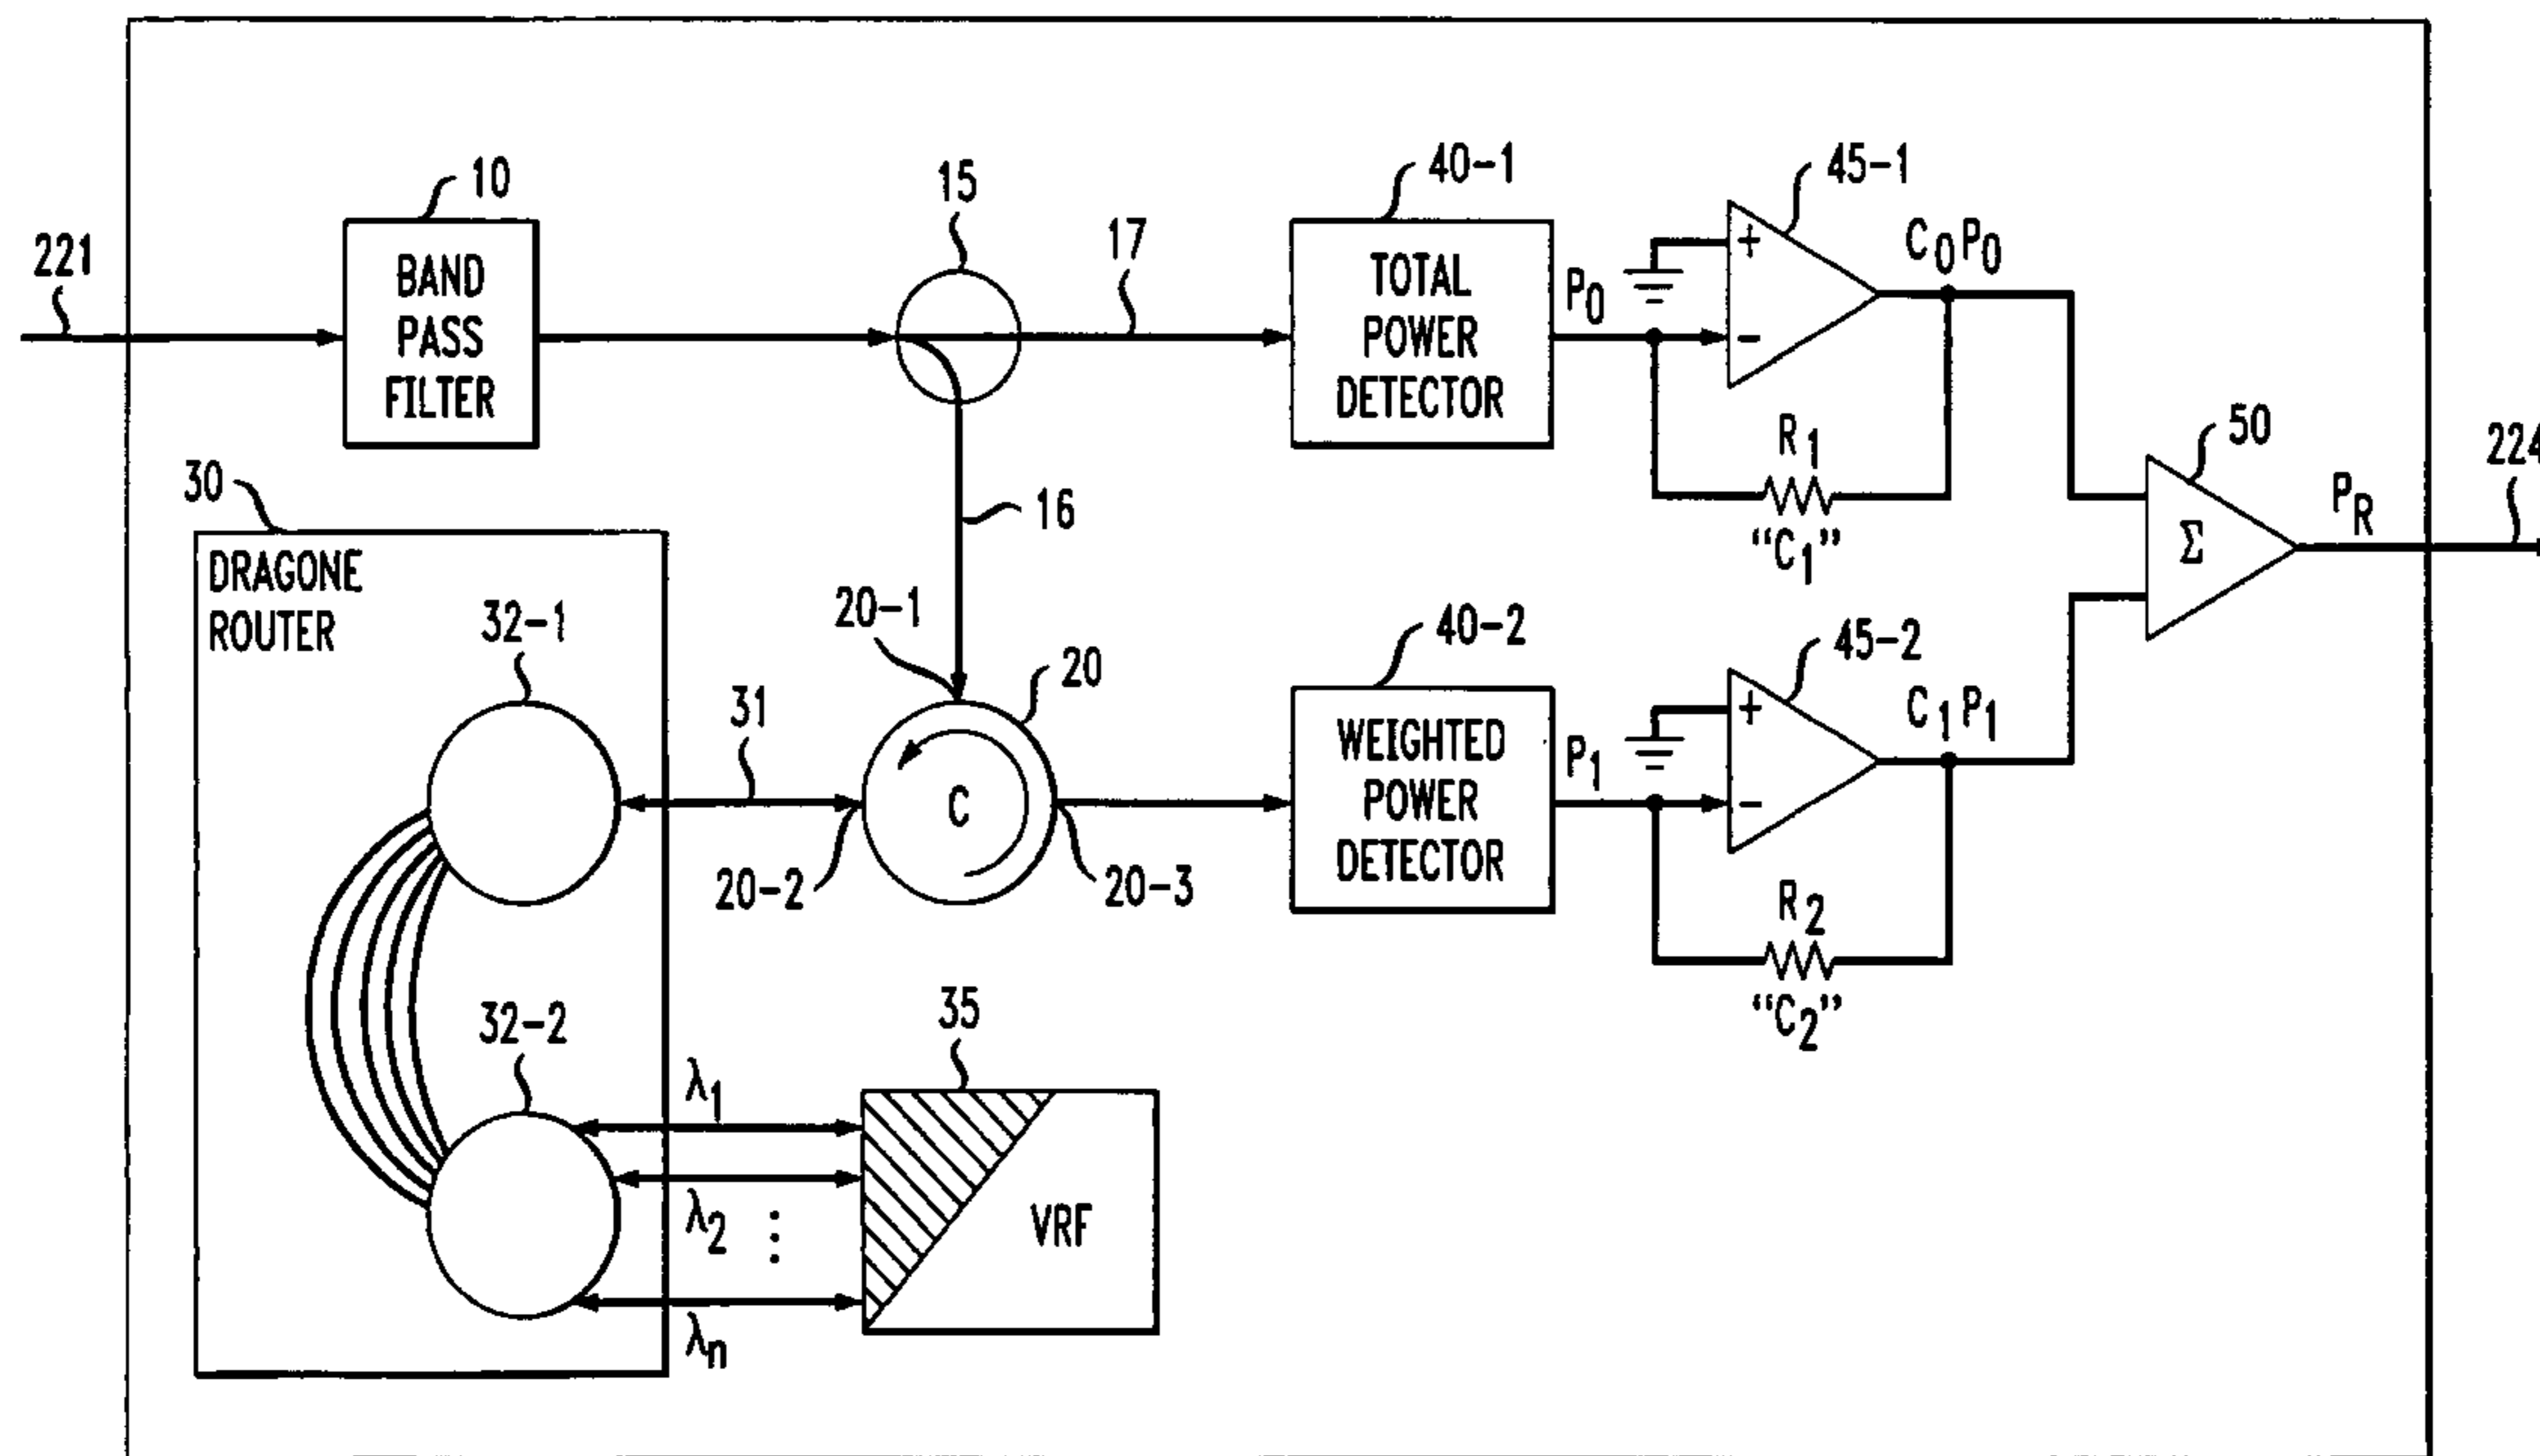 221
10
BAND
PASS
FILTER
15
17
16
40-1
TOTAL
POWER
DETECTOR
P0
+
-
45-1
C0P0
R1
“C1”
50
Σ
PR
224
30
DRAGONE
ROUTER
32-1
31
20-1
20
C
20-2
20-3
40-2
WEIGHTED
POWER
DETECTOR
P1
+
-
45-2
C1P1
R2
“C2”
32-2
λ1
λ2
⋮
λn
35
VRF